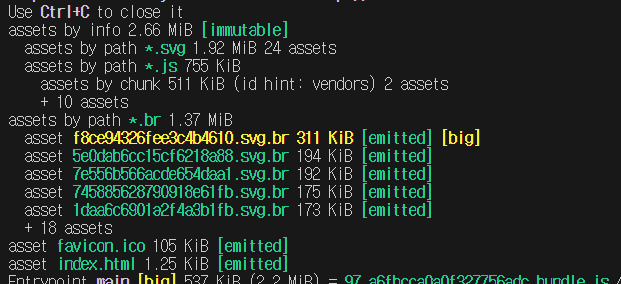 Use Ctrl+C to close it
assets by info 2.66 MiB [immutable]
assets by path *.svg 1.92 MiB 24 assets
assets by path *.js 755 KiB
assets by chunk 511 KiB (id hint: vendors) 2 assets
+ 10 assets
assets by path *.br 1.37 MiB
asset f8ce94326fee3c4b4610.svg.br 311 KiB [emitted] [big]
asset 5e0dab6cc15cf6218a88.svg.br 194 KiB [emitted]
asset 7e556b566acde654daa1.svg.br 192 KiB [emitted]
asset 745885628790918e61fb.svg.br 175 KiB [emitted]
asset 1daa6c6901a2f4a3b1fb.svg.br 173 KiB [emitted]
+ 18 assets
asset favicon.ico 105 KiB [emitted]
asset index.html 1.25 KiB [emitted]
Entrypoint main [big] 537 KiB (2.2 MiB) = 97.a6fbcca0a0f327756adc.bundle.js